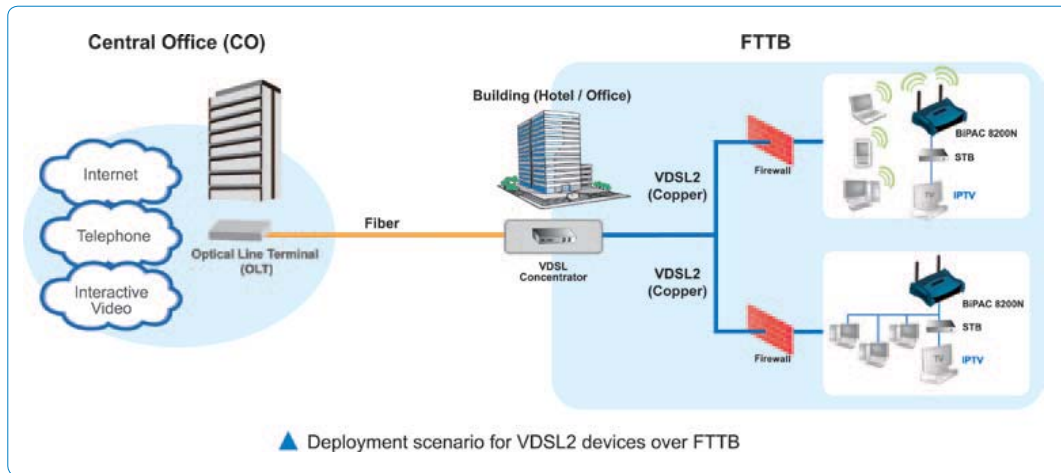 Central Office (CO)
FTTB
Building (Hotel / Office)
Internet
Telephone
Interactive
Video
Optical Line Terminal
(OLT)
Fiber
VDSL
Concentrator
VDSL2
(Copper)
VDSL2
(Copper)
Firewall
BiPAC 8200N
STB
TV
IPTV
Firewall
BiPAC 8200N
STB
TV
IPTV
Deployment scenario for VDSL2 devices over FTTB